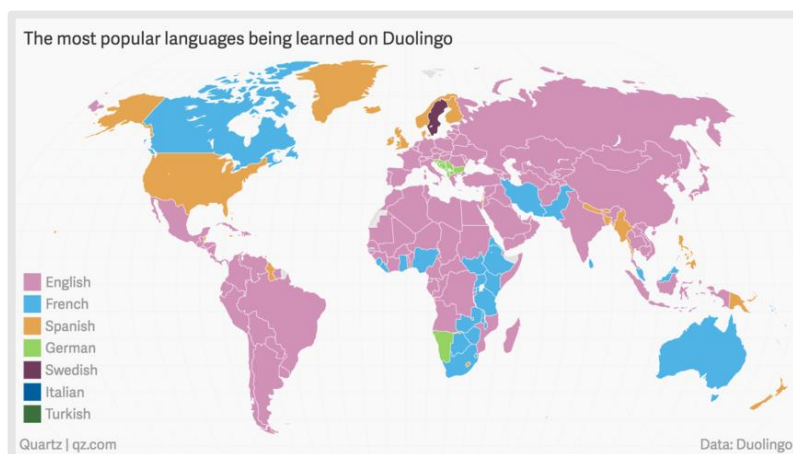 The most popular languages being learned on Duolingo
English
French
Spanish
German
Swedish
Italian
Turkish
Quartz | qz.com
Data: Duolingo